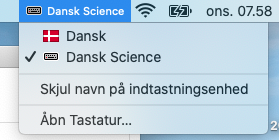 Dansk Science ons. 07.58
Dansk
✓ Dansk Science
Skjul navn på indtastningsenhed
Åbn Tastatur...